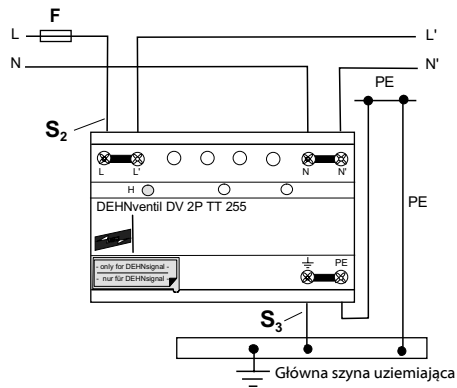 F
L
L'
N
N'
PE
S2
L L' N N'
H
DEHNventil DV 2P TT 255
PE
- only for DEHNsignal -
- nur für DEHNsignal -
PE
S3
Główna szyna uziemiająca